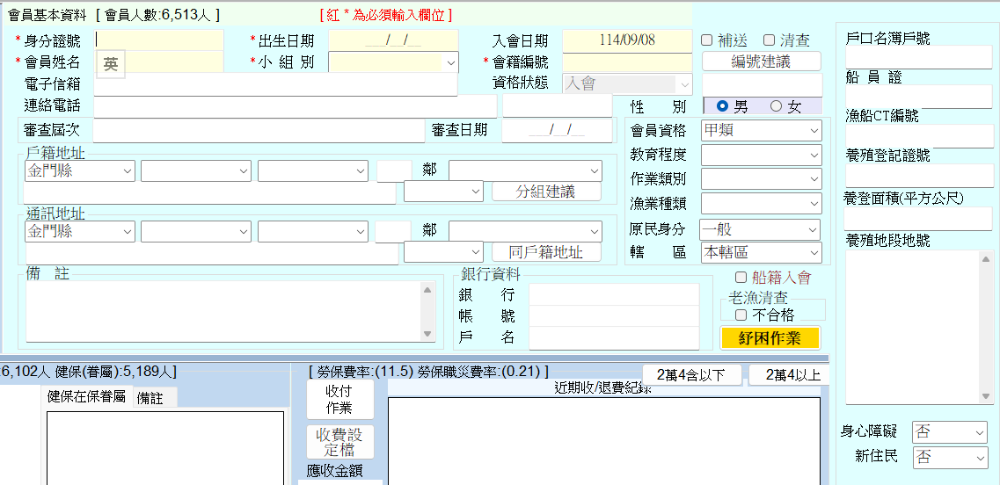 會員基本資料 [ 會員人數:6,513人 ] [ 紅 * 為必須輸入欄位 ]
*身分證號 *出生日期 __/__/__ 入會日期 114/09/08 補送 清查
*會員姓名 英 *小 組 別 *會籍編號 編號建議
電子信箱 資格狀態 入會
連絡電話 性 別 男 女
審查屆次 審查日期 __/__/__ 會員資格 甲類
戶籍地址 教育程度
金門縣 鄰 作業類別
分組建議 漁業種類
通訊地址
金門縣 鄰 原民身分 一般
同戶籍地址 轄 區 本轄區
備 註 銀行資料 船籍入會
銀 行 老漁清查
帳 號 不合格
戶 名 紓困作業
戶口名簿戶號
船 員 證
漁船CT編號
養殖登記證號
養登面積(平方公尺)
養殖地段地號
身心障礙 否
新住民 否
6,102人 健保(眷屬):5,189人] [ 勞保費率:(11.5) 勞保職災費率:(0.21) ] 2萬4含以下 2萬4以上
健保在保眷屬 備註 收付
作業 近期收/退費紀錄
收費設
定檔
應收金額